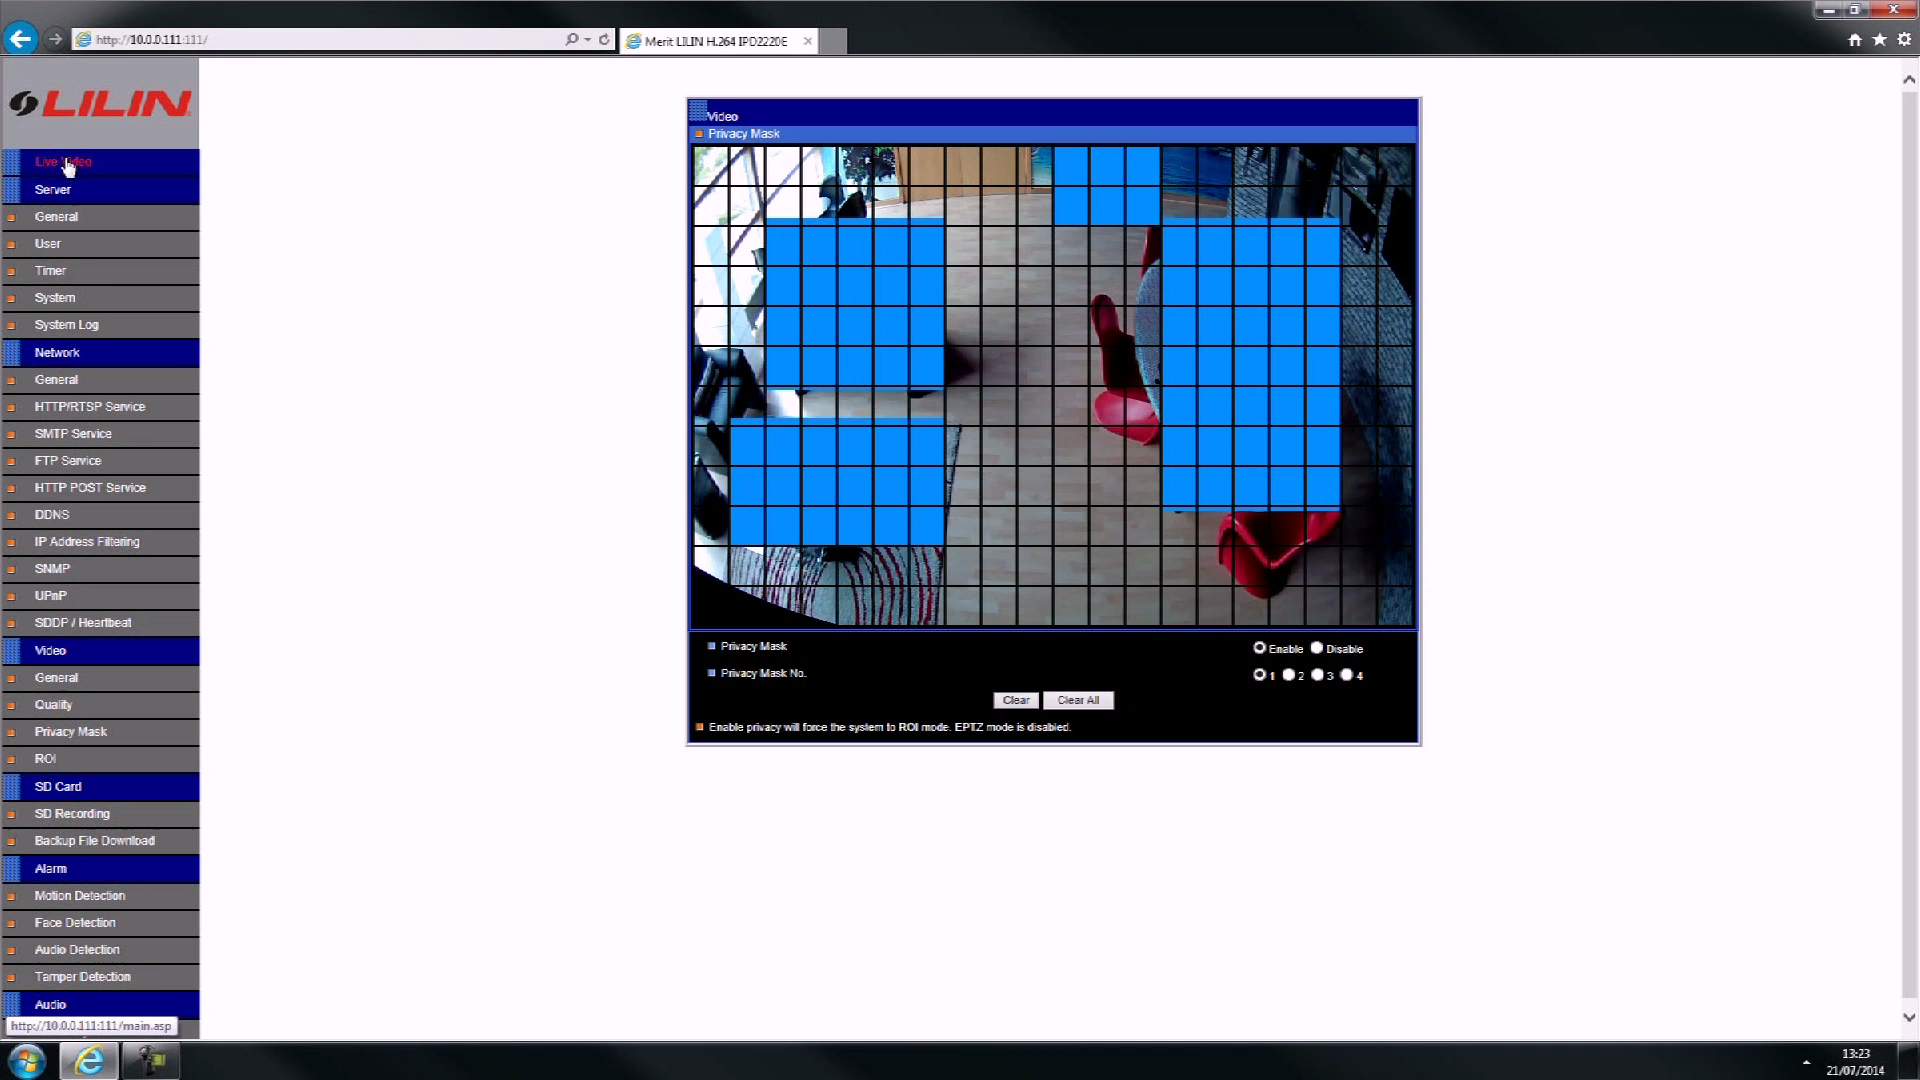 http://10.0.0.111:111/
Merit LILIN H.264 IPD2220E
LILIN
Live Video
Server
General
User
Timer
System
System Log
Network
General
HTTP/RTSP Service
SMTP Service
FTP Service
HTTP POST Service
DDNS
IP Address Filtering
SNMP
UPnP
SDDP / Heartbeat
Video
General
Quality
Privacy Mask
ROI
SD Card
SD Recording
Backup File Download
Alarm
Motion Detection
Face Detection
Audio Detection
Tamper Detection
Audio
http://10.0.0.111:111/main.asp
Video
Privacy Mask
Privacy Mask Enable Disable
Privacy Mask No. 1 2 3 4
Clear Clear All
Enable privacy will force the system to ROI mode. EPTZ mode is disabled.
13:23
21/07/2014